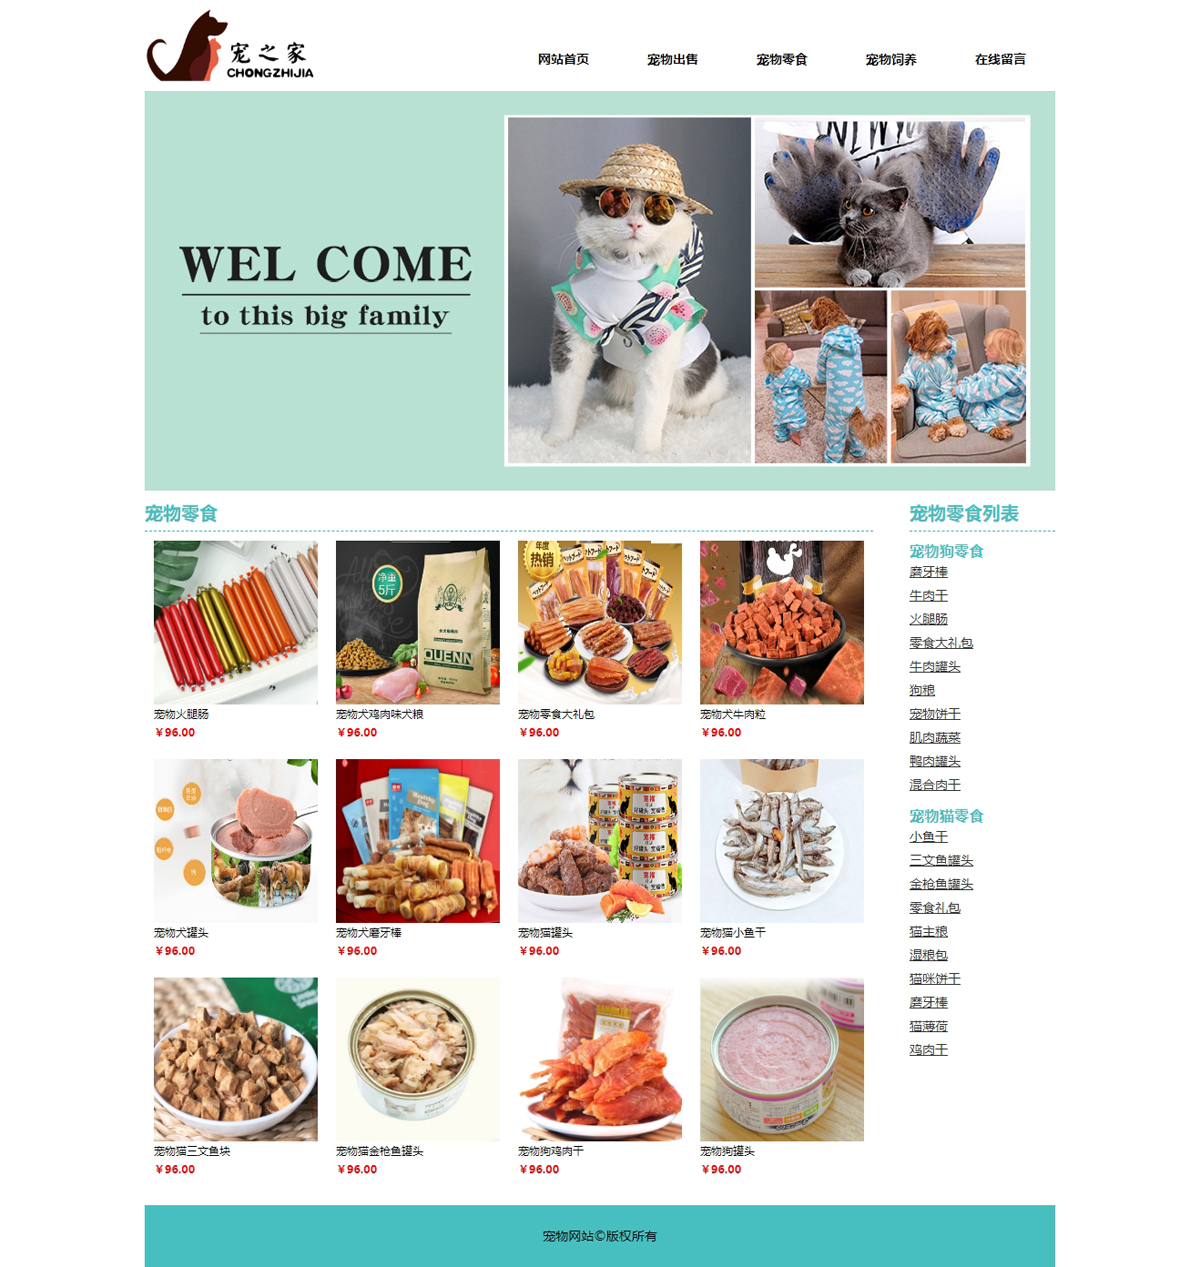 宠之家
CHONGZHIJIA
网站首页
宠物出售
宠物零食
宠物饲养
在线留言
WEL COME
to this big family
宠物零食
净重
5斤
QUENN
年度
热销
宠物火腿肠
¥96.00
宠物犬鸡肉味犬粮
¥96.00
宠物零食大礼包
¥96.00
宠物犬牛肉粒
¥96.00
宠物犬罐头
¥96.00
宠物犬磨牙棒
¥96.00
宠物猫罐头
¥96.00
宠物猫小鱼干
¥96.00
宠物猫三文鱼块
¥96.00
宠物猫金枪鱼罐头
¥96.00
宠物狗鸡肉干
¥96.00
宠物狗罐头
¥96.00
宠物零食列表
宠物狗零食
磨牙棒
牛肉干
火腿肠
零食大礼包
牛肉罐头
狗粮
宠物饼干
肌肉蔬菜
鸭肉罐头
混合肉干
宠物猫零食
小鱼干
三文鱼罐头
金枪鱼罐头
零食礼包
猫主粮
湿粮包
猫咪饼干
磨牙棒
猫薄荷
鸡肉干
宠物网站©版权所有